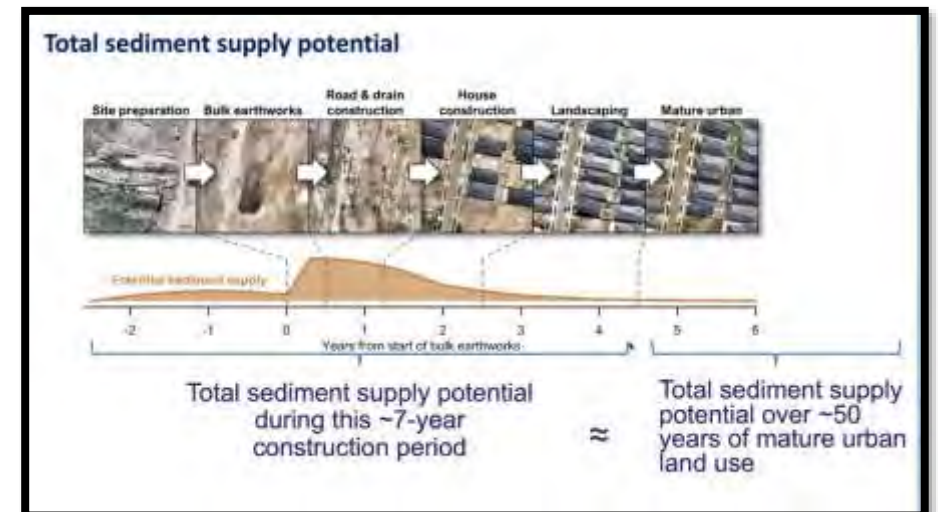 Total sediment supply potential
Site preparation Bulk earthworks Road & drain construction House construction Landscaping Mature urban
Potential sediment supply
-2 -1 0 1 2 3 4 5 6
Years from start of bulk earthworks
Total sediment supply potential
during this ~7-year
construction period
≈
Total sediment supply
potential over ~50
years of mature urban
land use